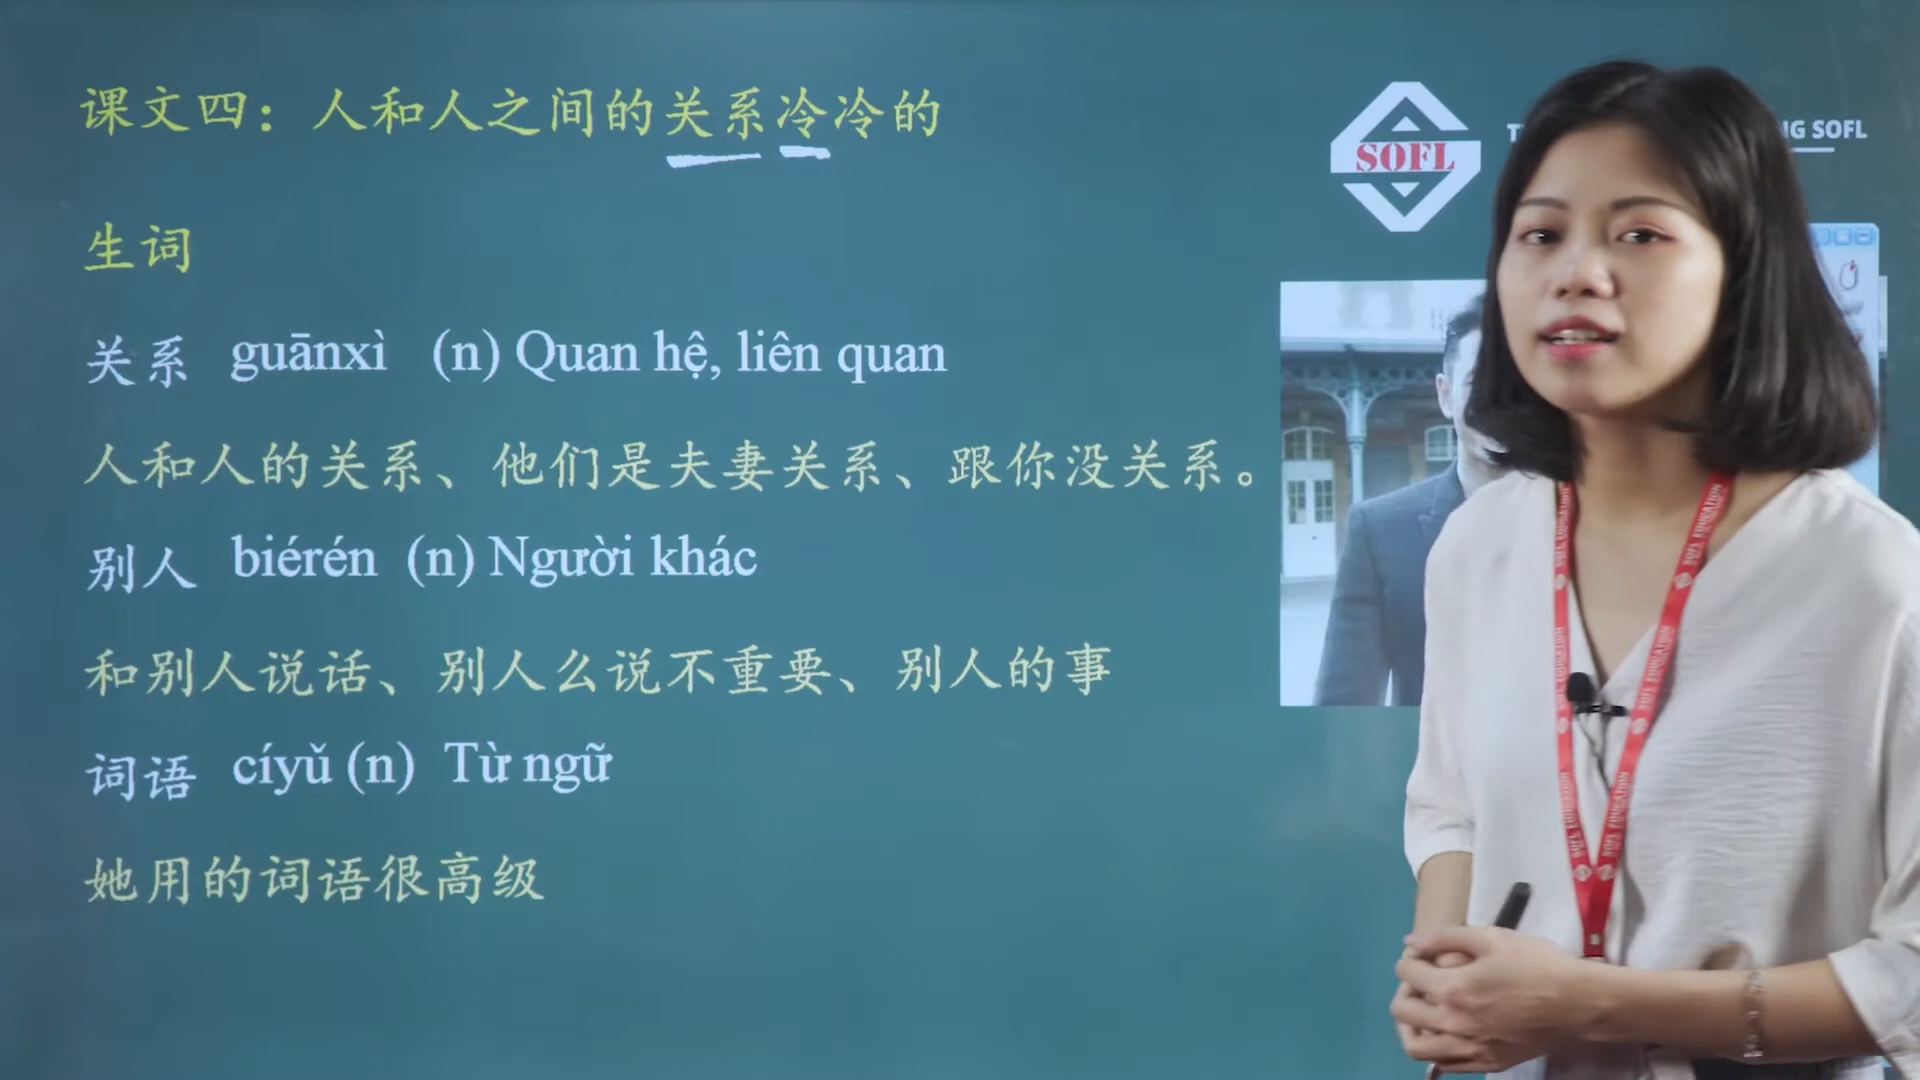 课文四：人和人之间的关系冷冷的
SOFL
NG SOFL
生词
关系 guānxì (n) Quan hệ, liên quan
人和人的关系、他们是夫妻关系、跟你没关系。
别人 biérén (n) Người khác
和别人说话、别人么说不重要、别人的事
词语 cíyǔ (n) Từ ngữ
她用的词语很高级
SOFL EDUCATION